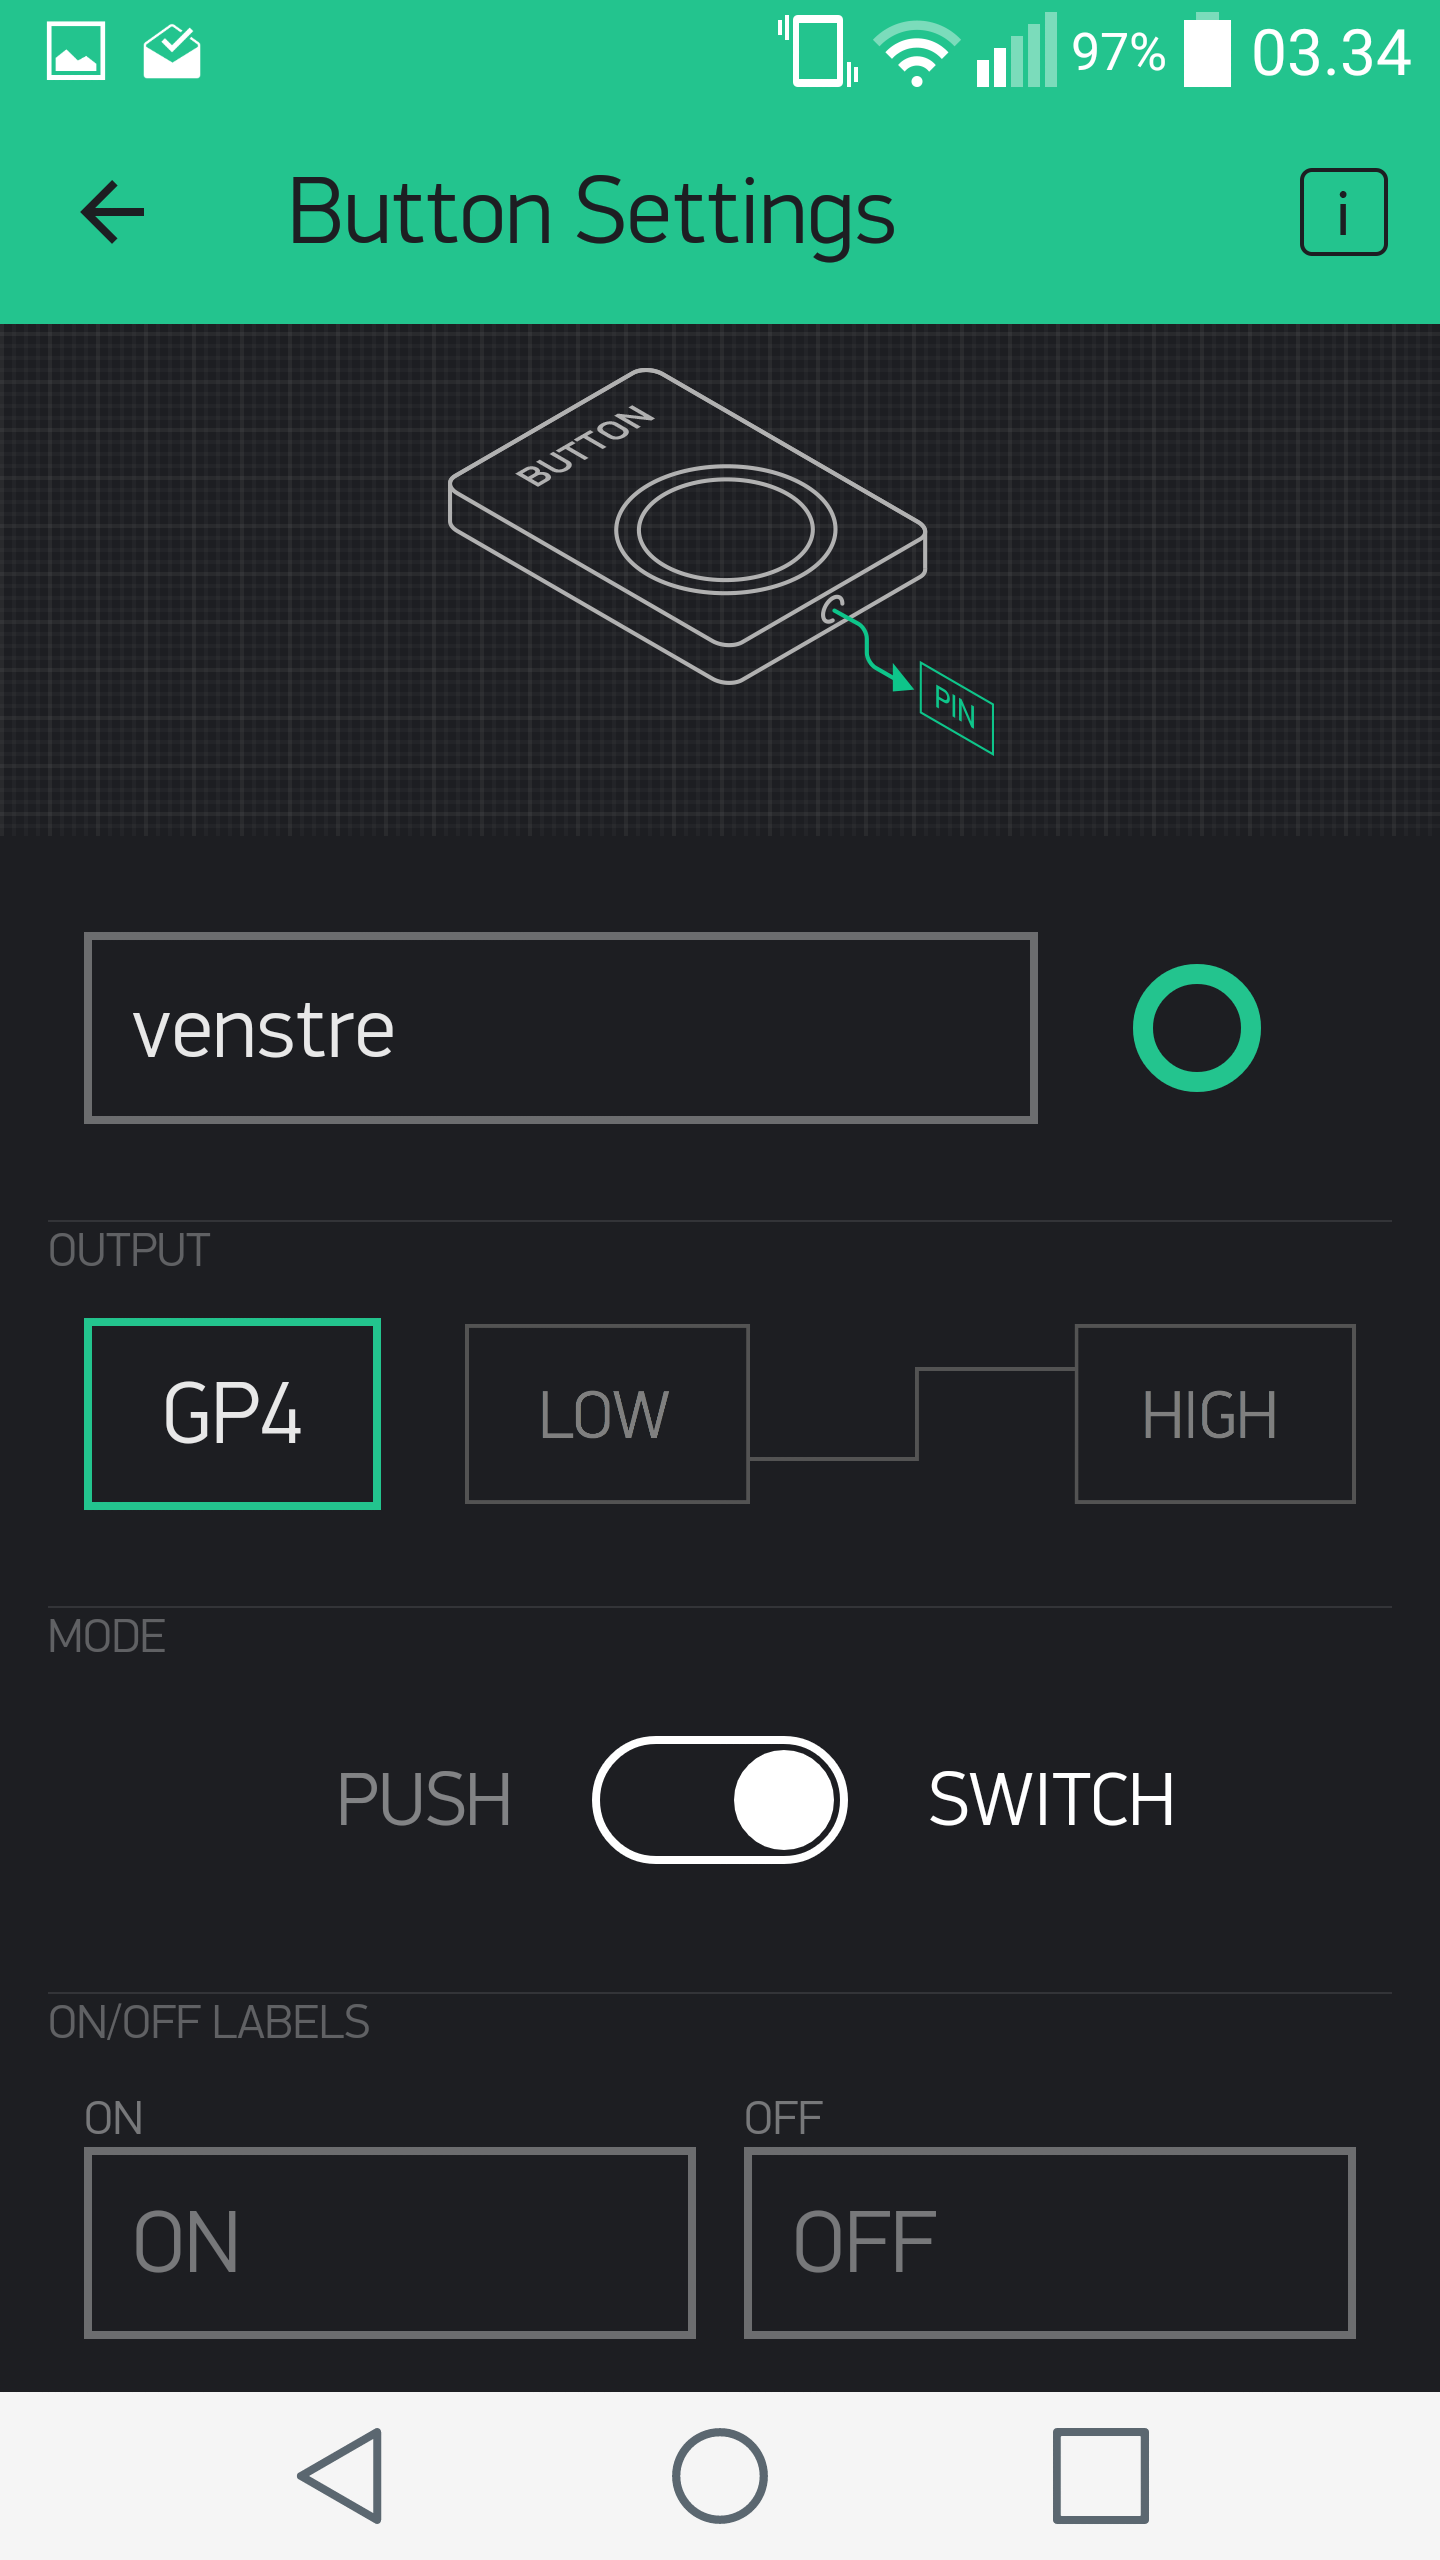 97% 03.34
Button Settings i
BUTTON
PIN
venstre
OUTPUT
GP4 LOW HIGH
MODE
PUSH SWITCH
ON/OFF LABELS
ON OFF
ON OFF